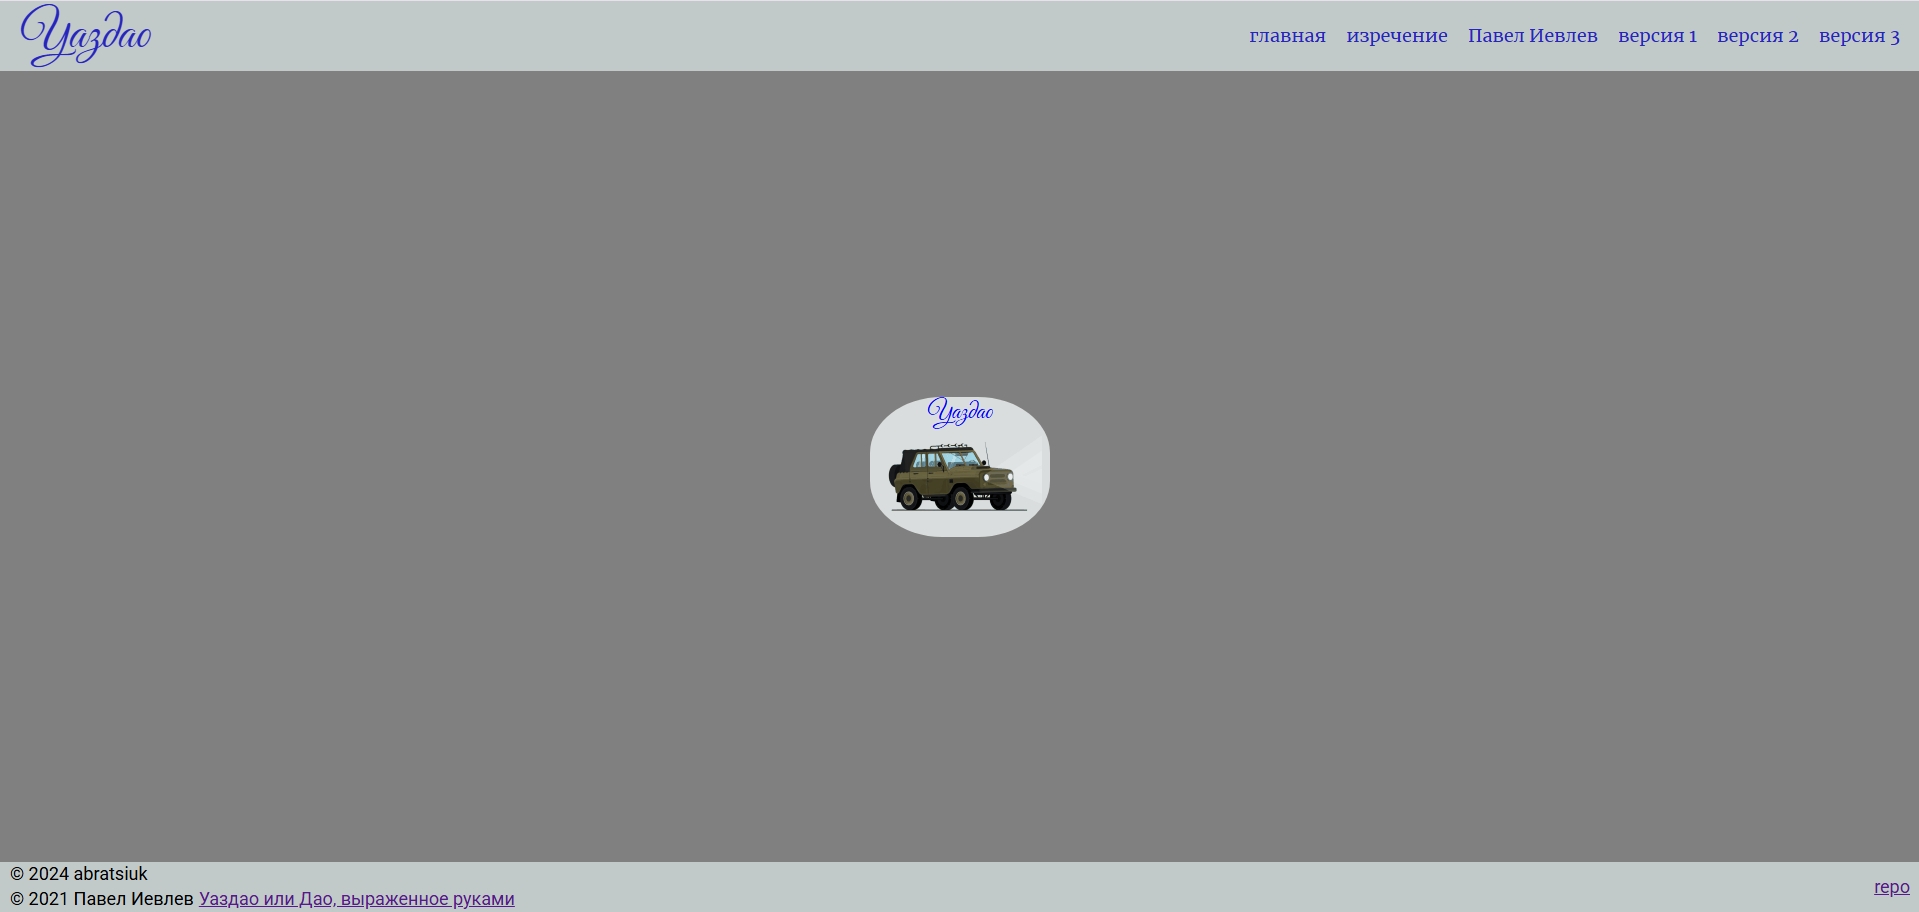 Уаздао
главная изречение Павел Иевлев версия 1 версия 2 версия 3
Уаздао
© 2024 abratsiuk
© 2021 Павел Иевлев Уаздао или Дао, выраженное руками
repo